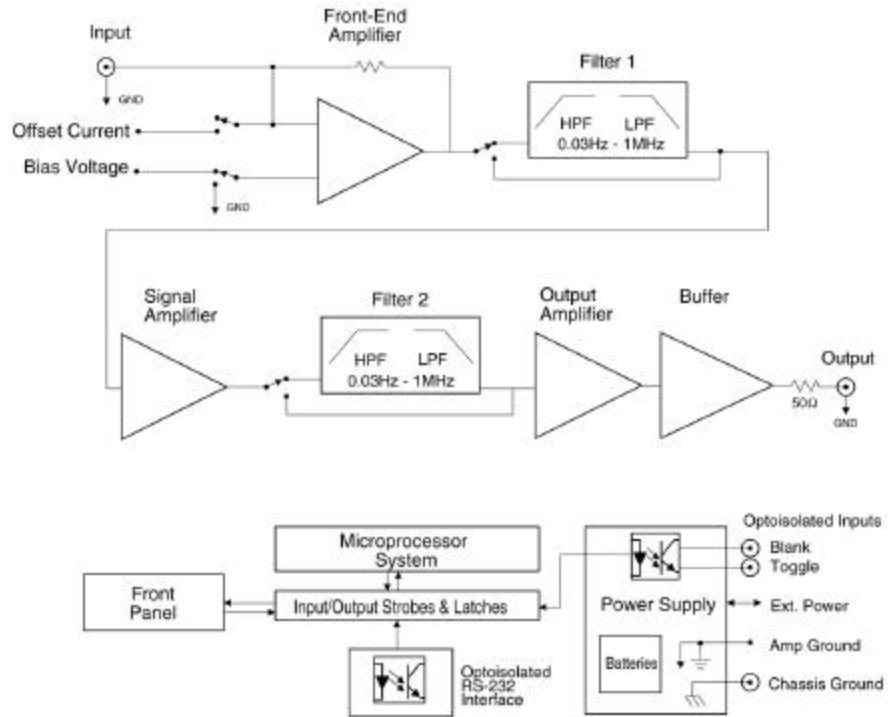 Front-End
Amplifier
Input
Filter 1
GND
Offset Current
HPF LPF
0.03Hz - 1MHz
Bias Voltage
GND
Signal
Amplifier
Filter 2
Output
Amplifier
Buffer
HPF LPF
0.03Hz - 1MHz
Output
50Ω
GND
Optoisolated Inputs
Microprocessor
System
Blank
Toggle
Front
Panel
Input/Output Strobes & Latches
Power Supply
Ext. Power
Batteries
Amp Ground
Optoisolated
RS-232
Interface
Chassis Ground